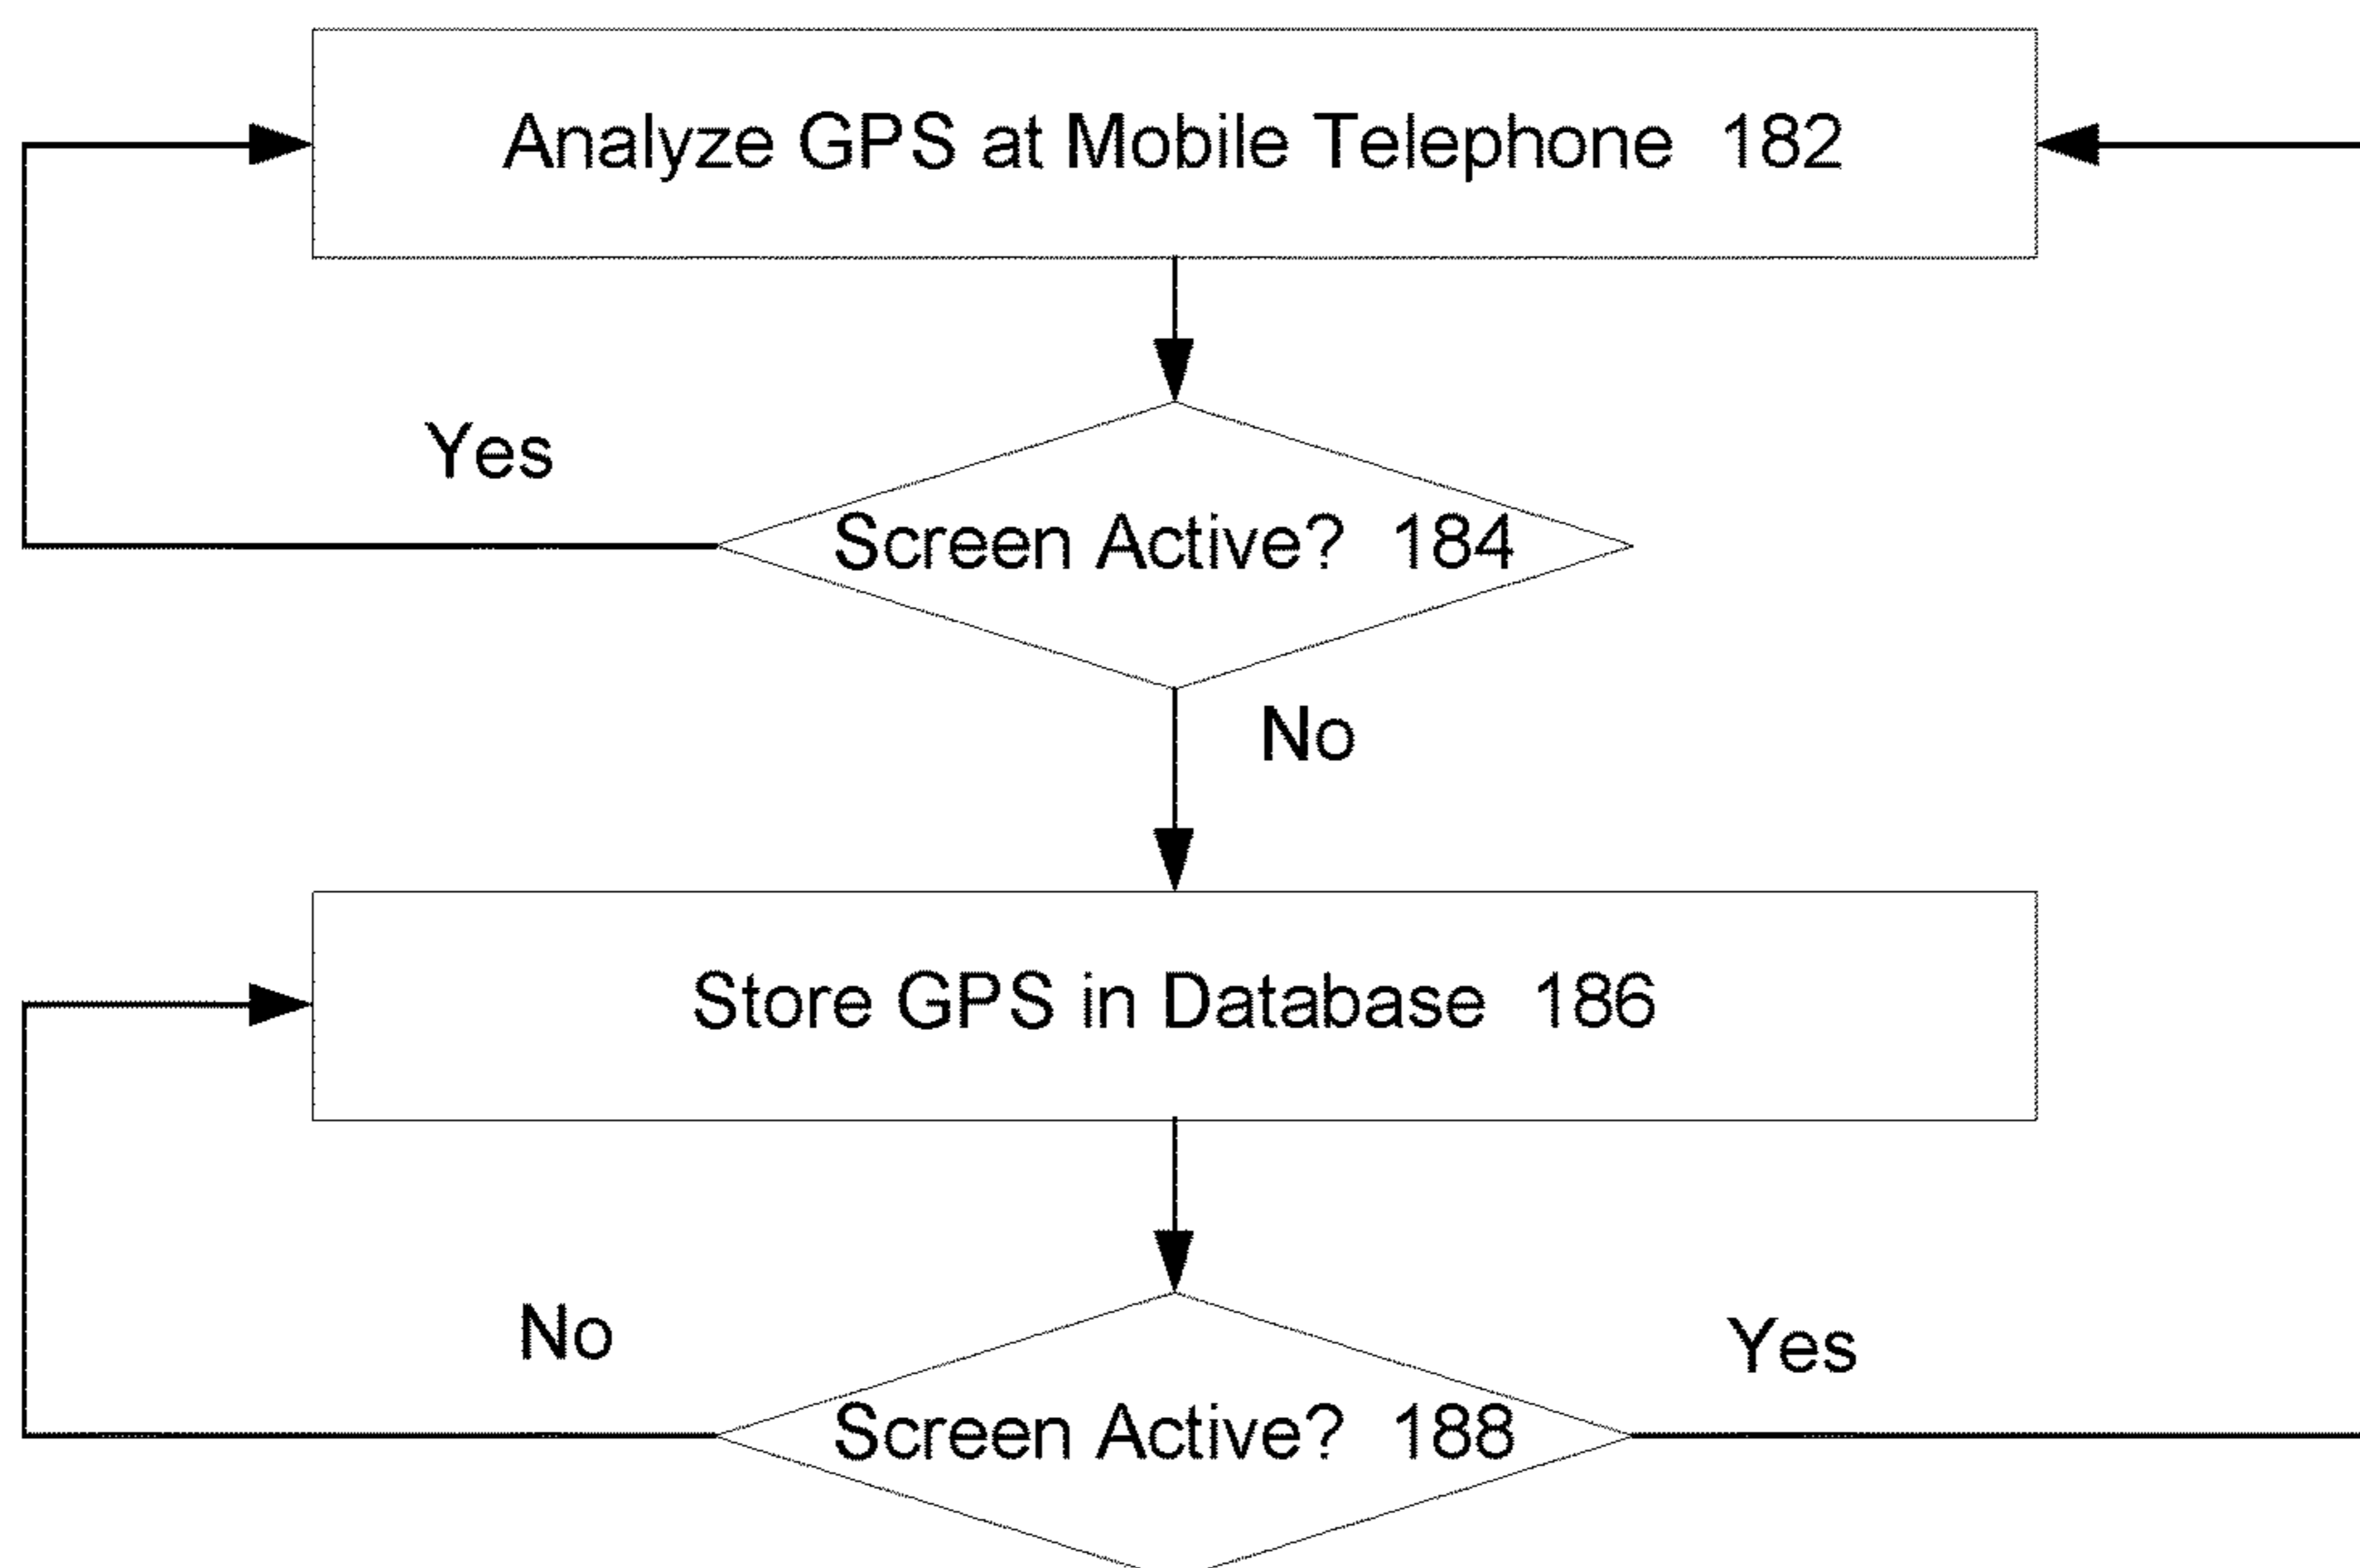 Analyze GPS at Mobile Telephone 182
Yes
Screen Active? 184
No
Store GPS in Database 186
No
Yes
Screen Active? 188